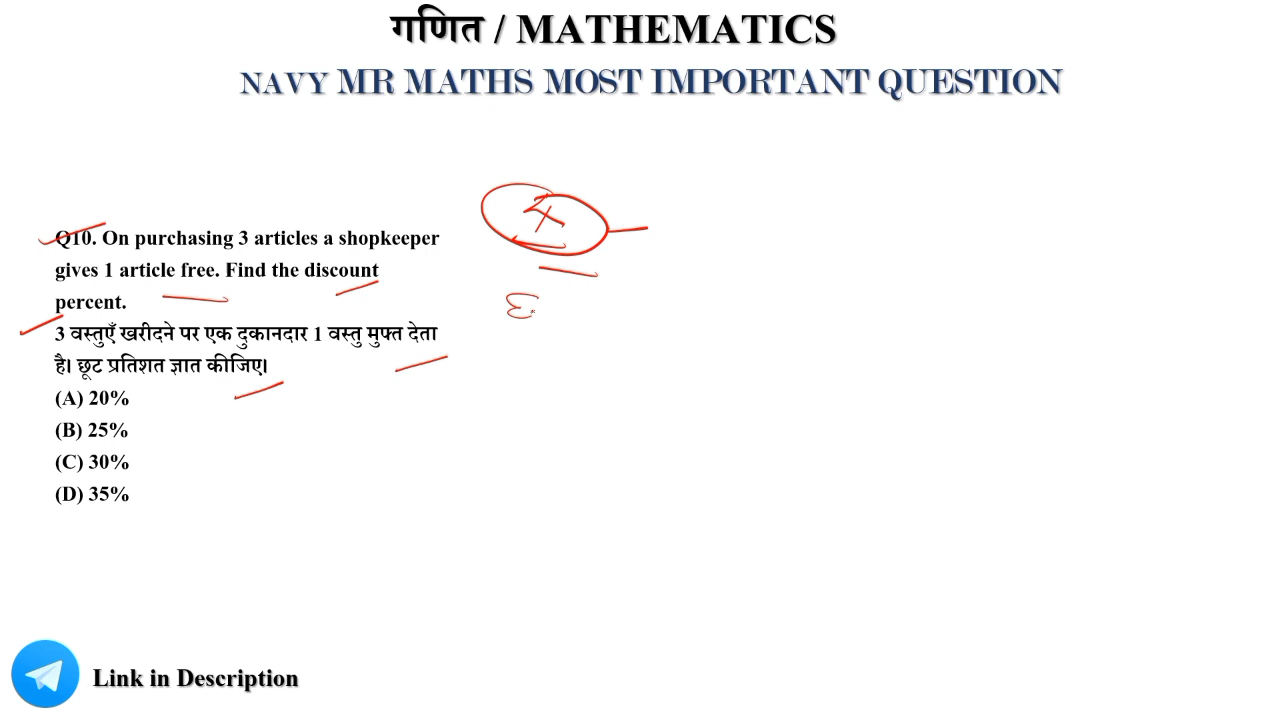 गणित / MATHEMATICS
NAVY MR MATHS MOST IMPORTANT QUESTION
Q10. On purchasing 3 articles a shopkeeper
gives 1 article free. Find the discount
percent.
3 वस्तुएँ खरीदने पर एक दुकानदार 1 वस्तु मुफ्त देता
है। छूट प्रतिशत ज्ञात कीजिए।
(A) 20%
(B) 25%
(C) 30%
(D) 35%
4
Link in Description